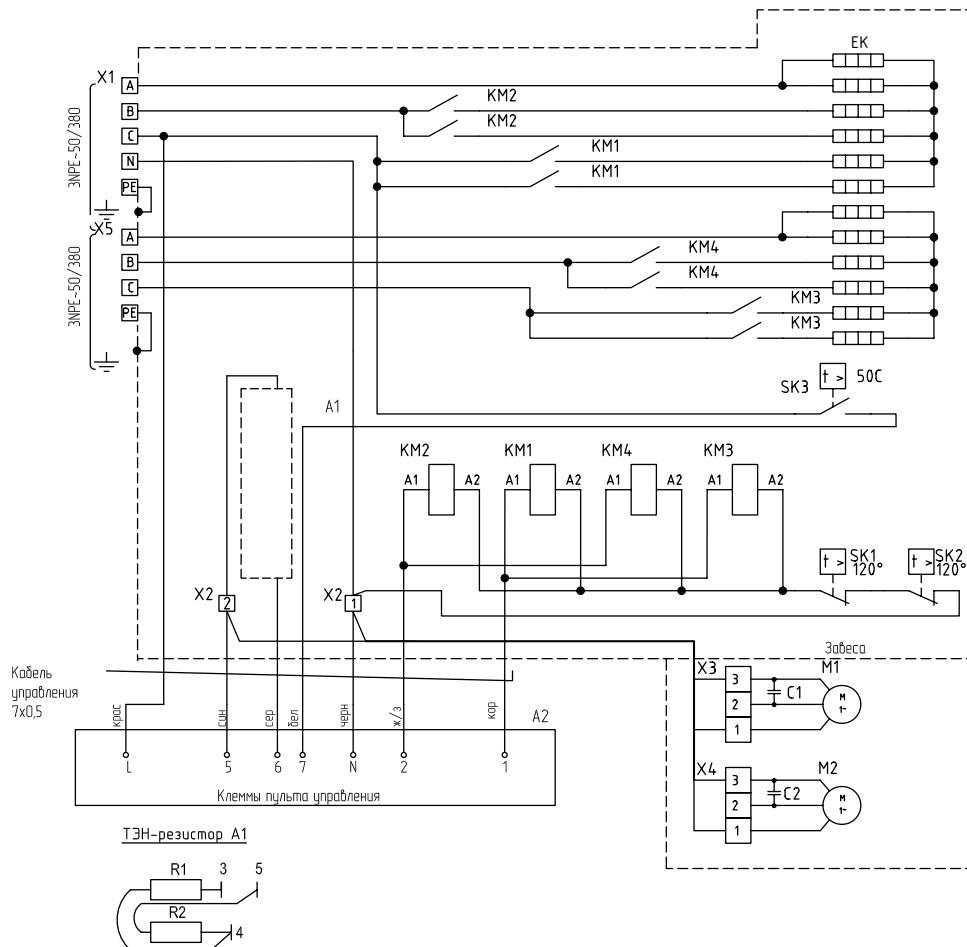 EK
X1
3NPE~50/380
A
B
KM2
C
KM2
N
KM1
PE
KM1
X5
3NPE~50/380
A
B
KM4
C
KM4
PE
KM3
KM3
t > 50С
SK3
A1
KM2
KM1
KM4
KM3
A1 A2
A1 A2
A1 A2
A1 A2
t > SK1
120°
t > SK2
120°
X2 2
X2 1
Завеса
Кабель
управления
7х0,5
крас
син
сер
бел
черн
ж/з
кор
A2
L 5 6 7 N 2 1
Клеммы пульта управления
X3
3
2
1
C1
M1
M
1~
X4
3
2
1
C2
M2
M
1~
ТЭН-резистор А1
R1 3 5
R2 4